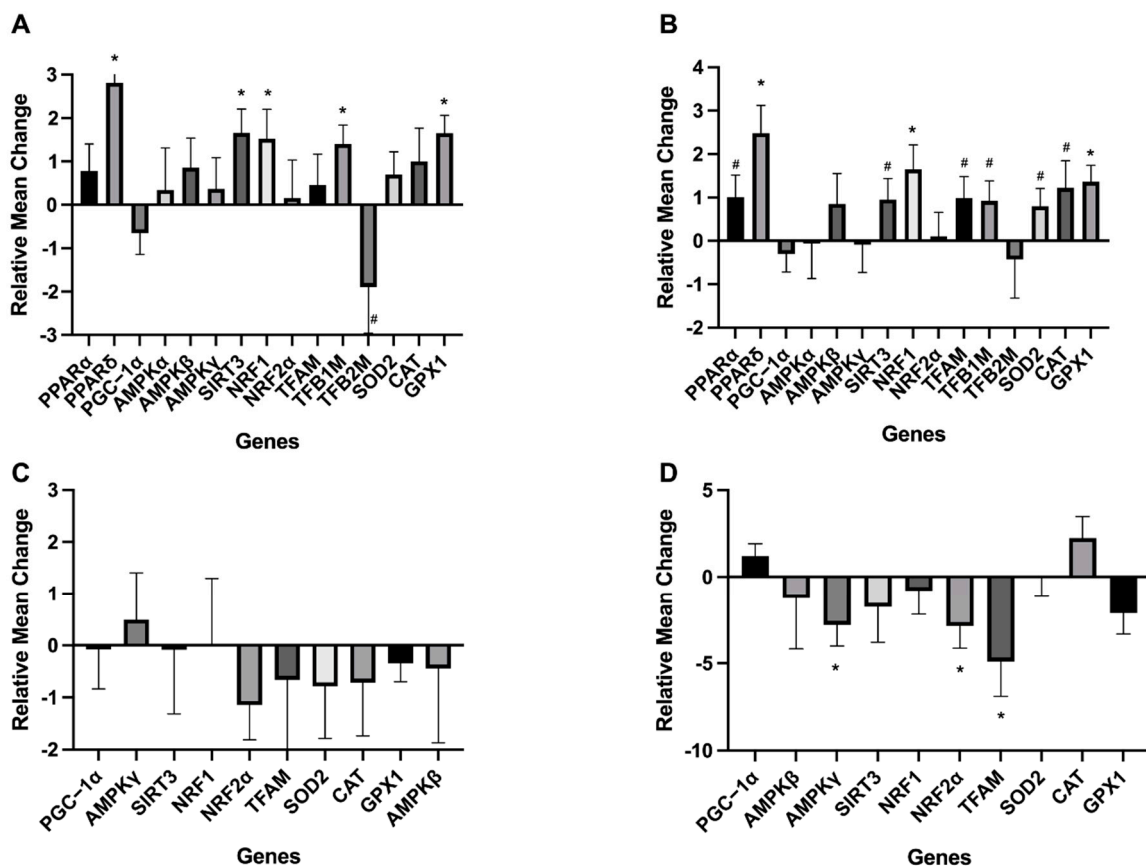 A
Relative Mean Change
3
2
1
0
-1
-2
-3
* * * * * #
PPARα PPARδ PGC−1α AMPKα AMPKβ AMPKγ SIRT3 NRF1 NRF2α TFAM TFB1M TFB2M SOD2 CAT GPX1
Genes
B
Relative Mean Change
4
3
2
1
0
-1
-2
# * # * # # # # *
PPARα PPARδ PGC−1α AMPKα AMPKβ AMPKγ SIRT3 NRF1 NRF2α TFAM TFB1M TFB2M SOD2 CAT GPX1
Genes
C
Relative Mean Change
3
2
1
0
-1
-2
PGC−1α AMPKγ SIRT3 NRF1 NRF2α TFAM SOD2 CAT GPX1 AMPKβ
Genes
D
Relative Mean Change
5
0
-5
-10
* * *
PGC−1α AMPKβ AMPKγ SIRT3 NRF1 NRF2α TFAM SOD2 CAT GPX1
Genes